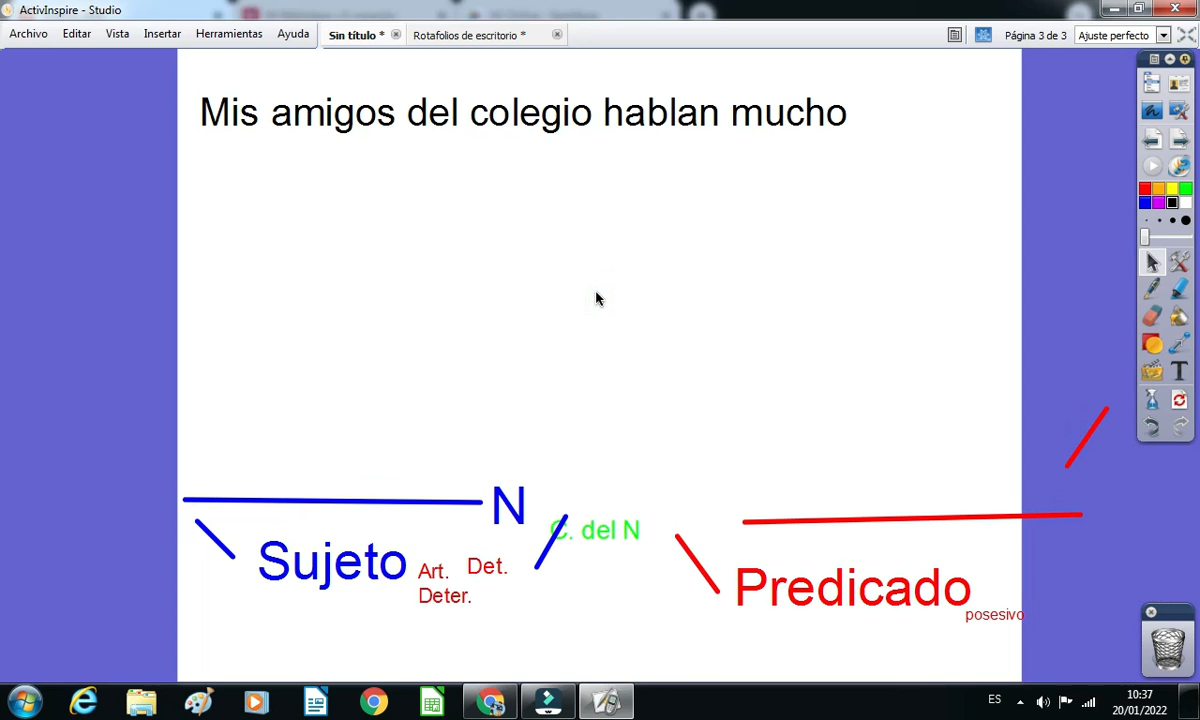 ActivInspire - Studio
Archivo Editar Vista Insertar Herramientas Ayuda Sin título * Rotafolios de escritorio * Página 3 de 3 Ajuste perfecto
Mis amigos del colegio hablan mucho
N
C. del N
Sujeto Art. Det.
Deter.
Predicado
posesivo
T
ES 10:37
20/01/2022